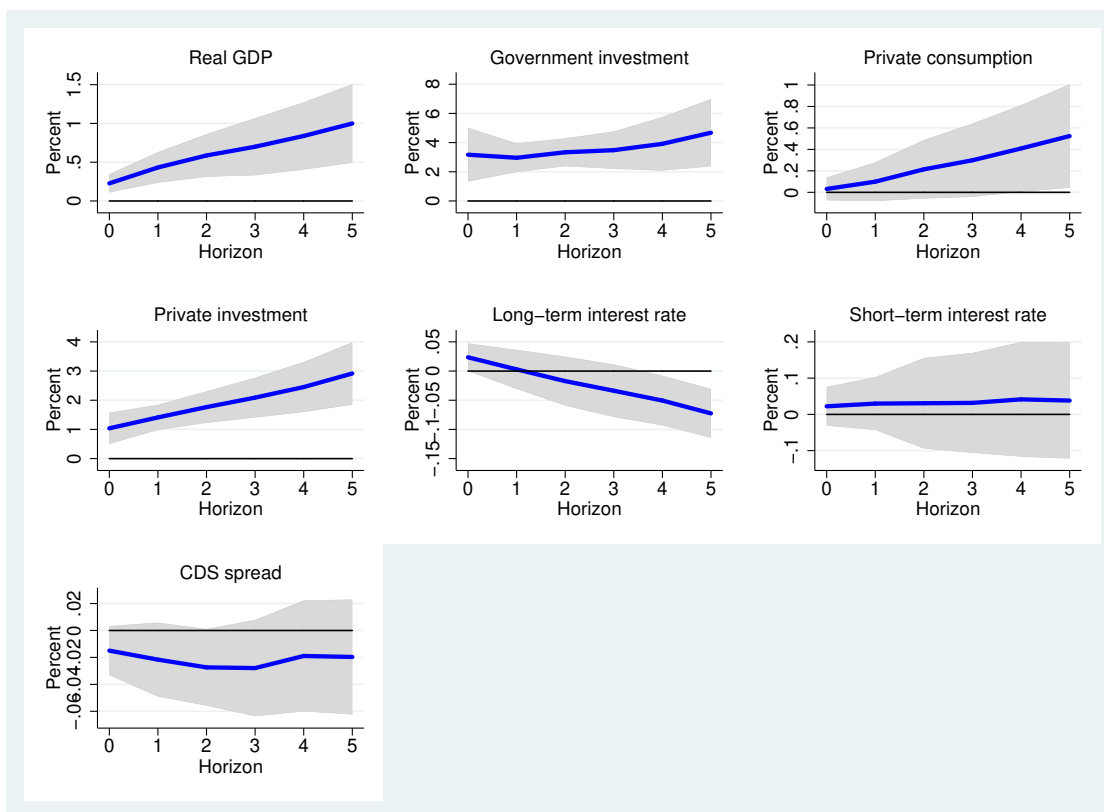 Real GDP
Percent
1.5
1
.5
0
0 1 2 3 4 5
Horizon
Government investment
Percent
8
6
4
2
0
0 1 2 3 4 5
Horizon
Private consumption
Percent
1
.8
.6
.4
.2
0
0 1 2 3 4 5
Horizon
Private investment
Percent
4
3
2
1
0
0 1 2 3 4 5
Horizon
Long−term interest rate
Percent
.05
0
−.05
−.1
−.15
0 1 2 3 4 5
Horizon
Short−term interest rate
Percent
.2
.1
0
−.1
0 1 2 3 4 5
Horizon
CDS spread
Percent
.02
0
−.02
−.04
−.06
0 1 2 3 4 5
Horizon